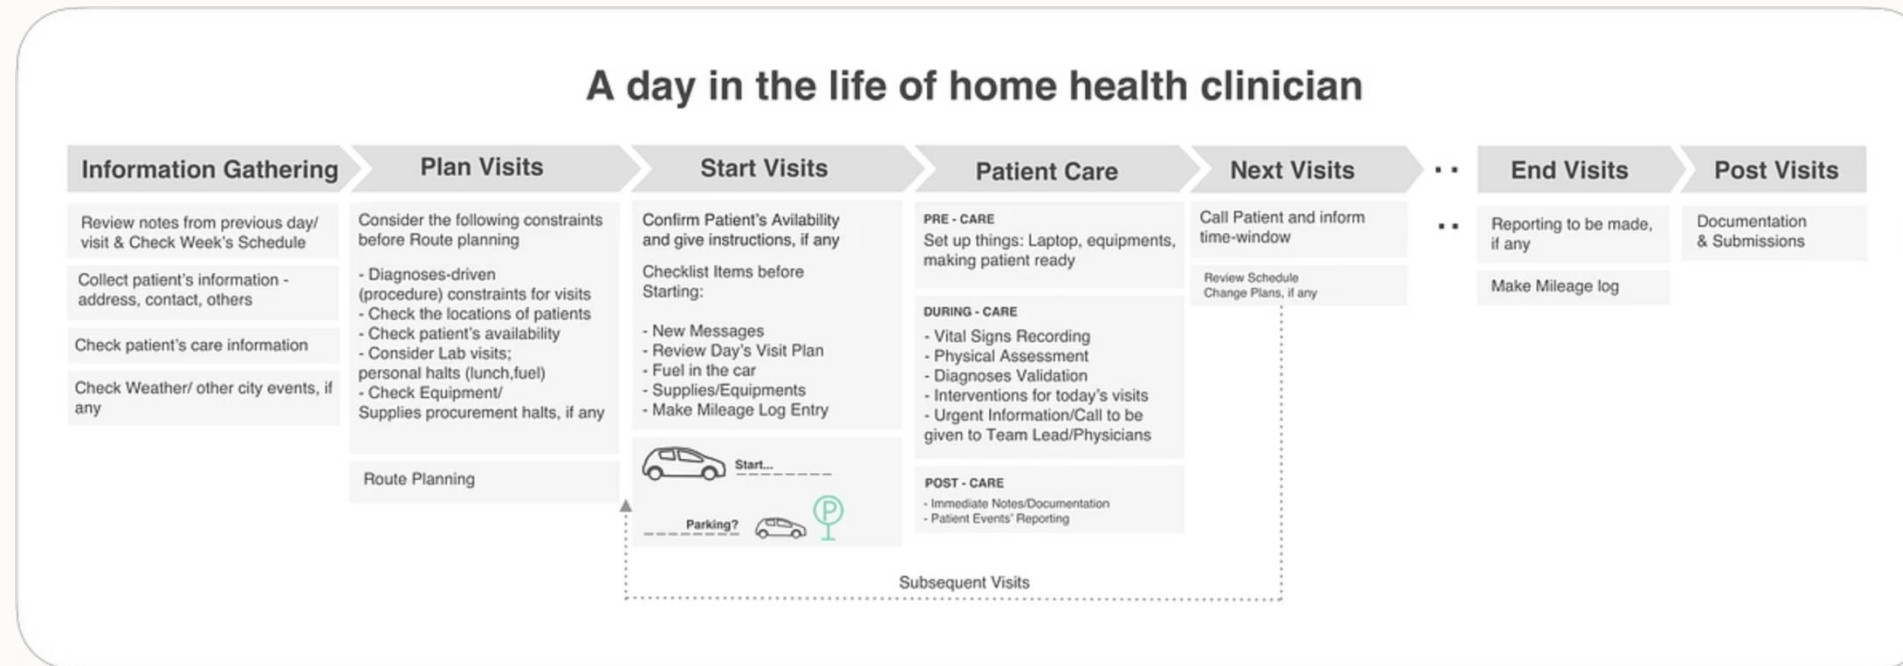 A day in the life of home health clinician
Information Gathering
Review notes from previous day/
visit & Check Week's Schedule
Collect patient's information -
address, contact, others
Check patient's care information
Check Weather/ other city events, if
any
Plan Visits
Consider the following constraints
before Route planning
- Diagnoses-driven
(procedure) constraints for visits
- Check the locations of patients
- Check patient's availability
- Consider Lab visits;
personal halts (lunch,fuel)
- Check Equipment/
Supplies procurement halts, if any
Route Planning
Start Visits
Confirm Patient's Avilability
and give instructions, if any
Checklist Items before
Starting:
- New Messages
- Review Day's Visit Plan
- Fuel in the car
- Supplies/Equipments
- Make Mileage Log Entry
Start...
Parking?
P
Patient Care
PRE - CARE
Set up things: Laptop, equipments,
making patient ready
DURING - CARE
- Vital Signs Recording
- Physical Assessment
- Diagnoses Validation
- Interventions for today's visits
- Urgent Information/Call to be
given to Team Lead/Physicians
POST - CARE
- Immediate Notes/Documentation
- Patient Events' Reporting
Next Visits
Call Patient and inform
time-window
Review Schedule
Change Plans, if any
Subsequent Visits
End Visits
Reporting to be made,
if any
Make Mileage log
Post Visits
Documentation
& Submissions